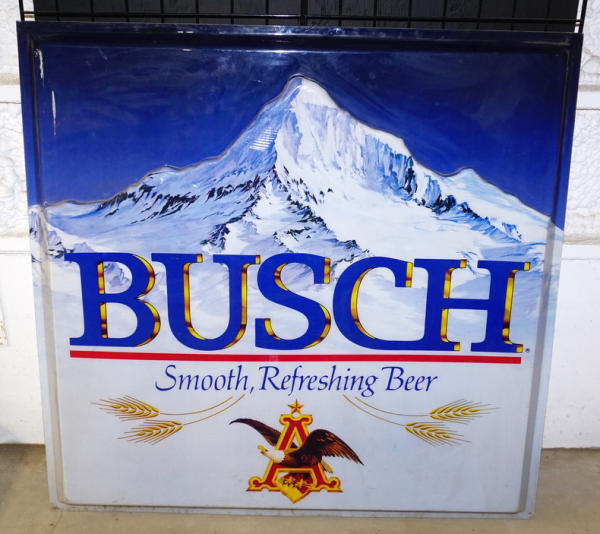 BUSCH®
Smooth, Refreshing Beer
A